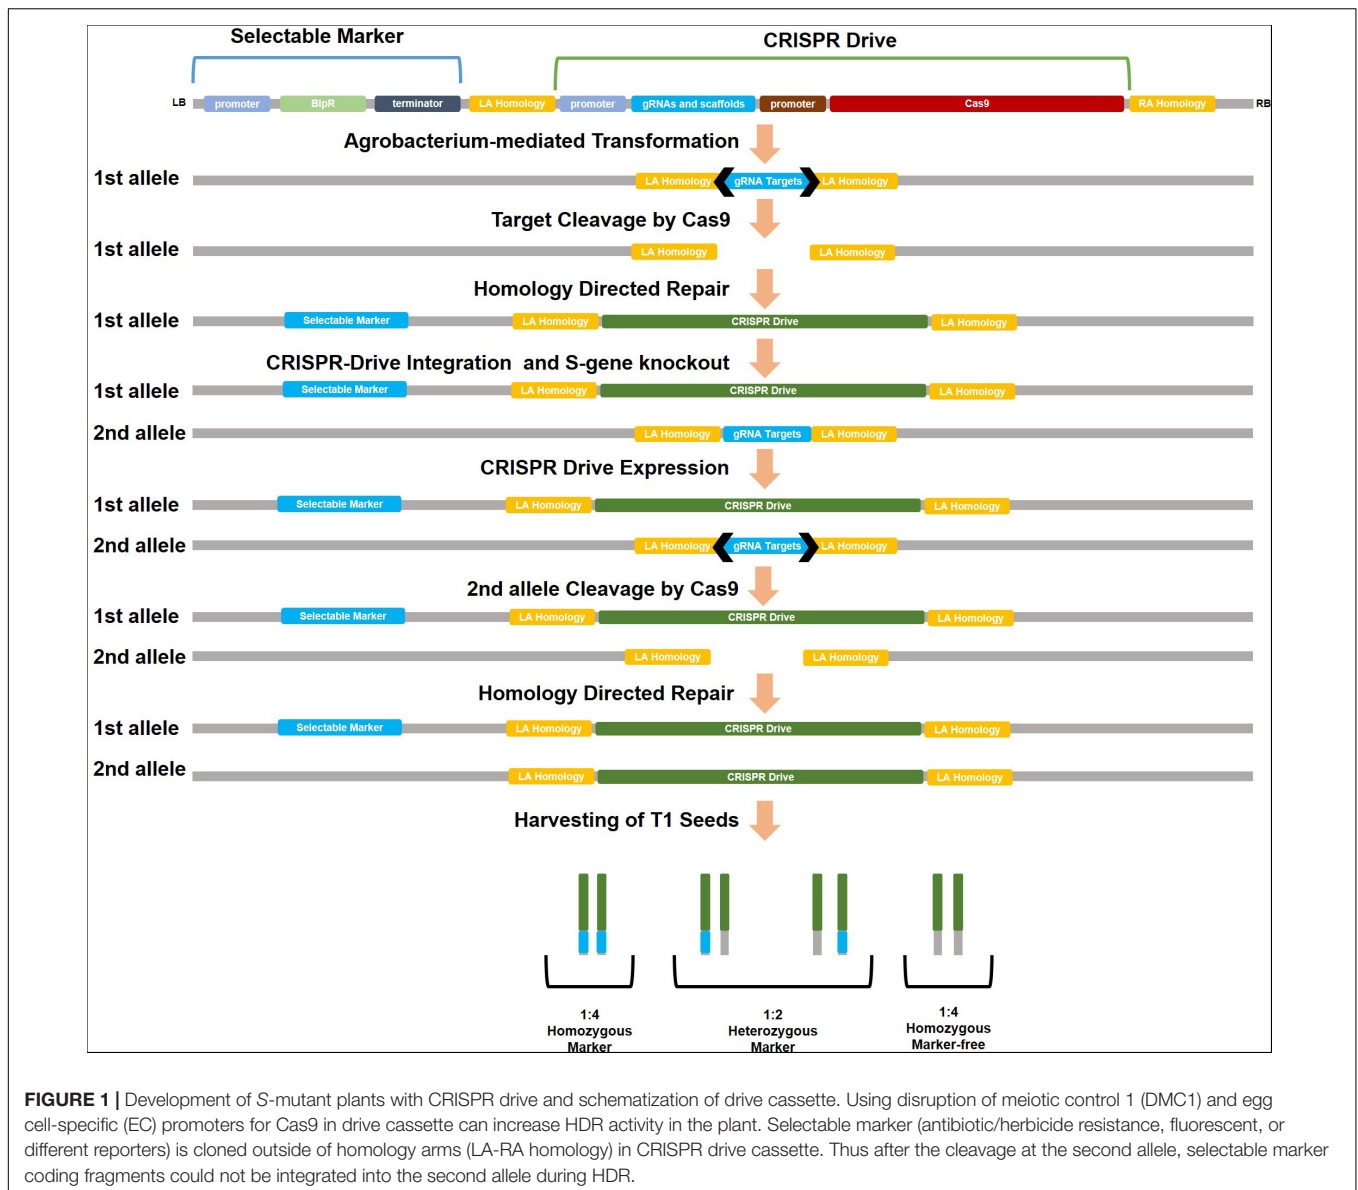 Selectable Marker
CRISPR Drive
LB promoter BlpR terminator LA Homology promoter gRNAs and scaffolds promoter Cas9 RA Homology RB
Agrobacterium-mediated Transformation
1st allele LA Homology gRNA Targets LA Homology
Target Cleavage by Cas9
1st allele LA Homology LA Homology
Homology Directed Repair
1st allele Selectable Marker LA Homology CRISPR Drive LA Homology
CRISPR-Drive Integration and S-gene knockout
1st allele Selectable Marker LA Homology CRISPR Drive LA Homology
2nd allele LA Homology gRNA Targets LA Homology
CRISPR Drive Expression
1st allele Selectable Marker LA Homology CRISPR Drive LA Homology
2nd allele LA Homology gRNA Targets LA Homology
2nd allele Cleavage by Cas9
1st allele Selectable Marker LA Homology CRISPR Drive LA Homology
2nd allele LA Homology LA Homology
Homology Directed Repair
1st allele Selectable Marker LA Homology CRISPR Drive LA Homology
2nd allele LA Homology CRISPR Drive LA Homology
Harvesting of T1 Seeds
1:4
Homozygous
Marker
1:2
Heterozygous
Marker
1:4
Homozygous
Marker-free
FIGURE 1 | Development of S-mutant plants with CRISPR drive and schematization of drive cassette. Using disruption of meiotic control 1 (DMC1) and egg
cell-specific (EC) promoters for Cas9 in drive cassette can increase HDR activity in the plant. Selectable marker (antibiotic/herbicide resistance, fluorescent, or
different reporters) is cloned outside of homology arms (LA-RA homology) in CRISPR drive cassette. Thus after the cleavage at the second allele, selectable marker
coding fragments could not be integrated into the second allele during HDR.